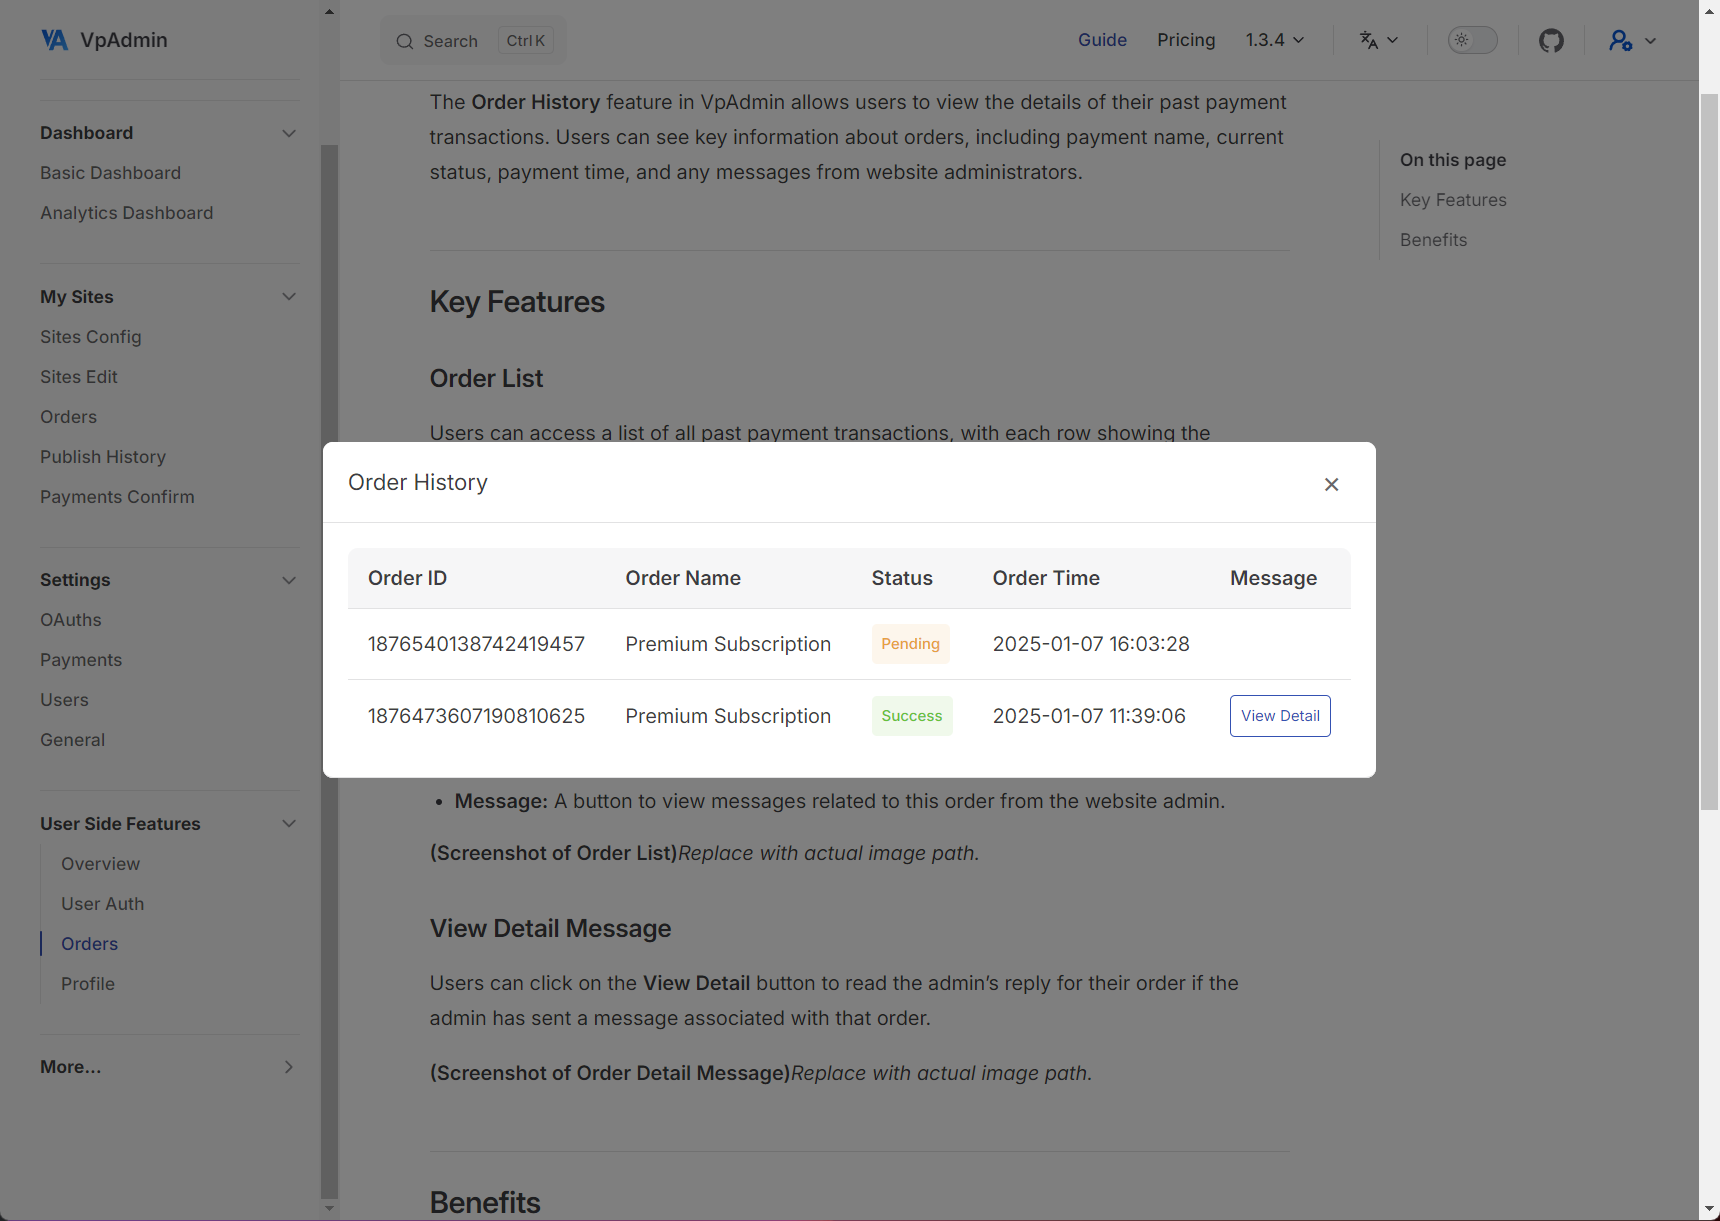 VpAdmin
Search Ctrl K
Guide Pricing 1.3.4
Dashboard
Basic Dashboard
Analytics Dashboard
My Sites
Sites Config
Sites Edit
Orders
Publish History
Payments Confirm
Settings
OAuths
Payments
Users
General
User Side Features
Overview
User Auth
Orders
Profile
More...
The Order History feature in VpAdmin allows users to view the details of their past payment
transactions. Users can see key information about orders, including payment name, current
status, payment time, and any messages from website administrators.
Key Features
Order List
Users can access a list of all past payment transactions, with each row showing the
Order History
Order ID Order Name Status Order Time Message
1876540138742419457 Premium Subscription Pending 2025-01-07 16:03:28
1876473607190810625 Premium Subscription Success 2025-01-07 11:39:06 View Detail
• Message: A button to view messages related to this order from the website admin.
(Screenshot of Order List)Replace with actual image path.
View Detail Message
Users can click on the View Detail button to read the admin’s reply for their order if the
admin has sent a message associated with that order.
(Screenshot of Order Detail Message)Replace with actual image path.
Benefits
On this page
Key Features
Benefits